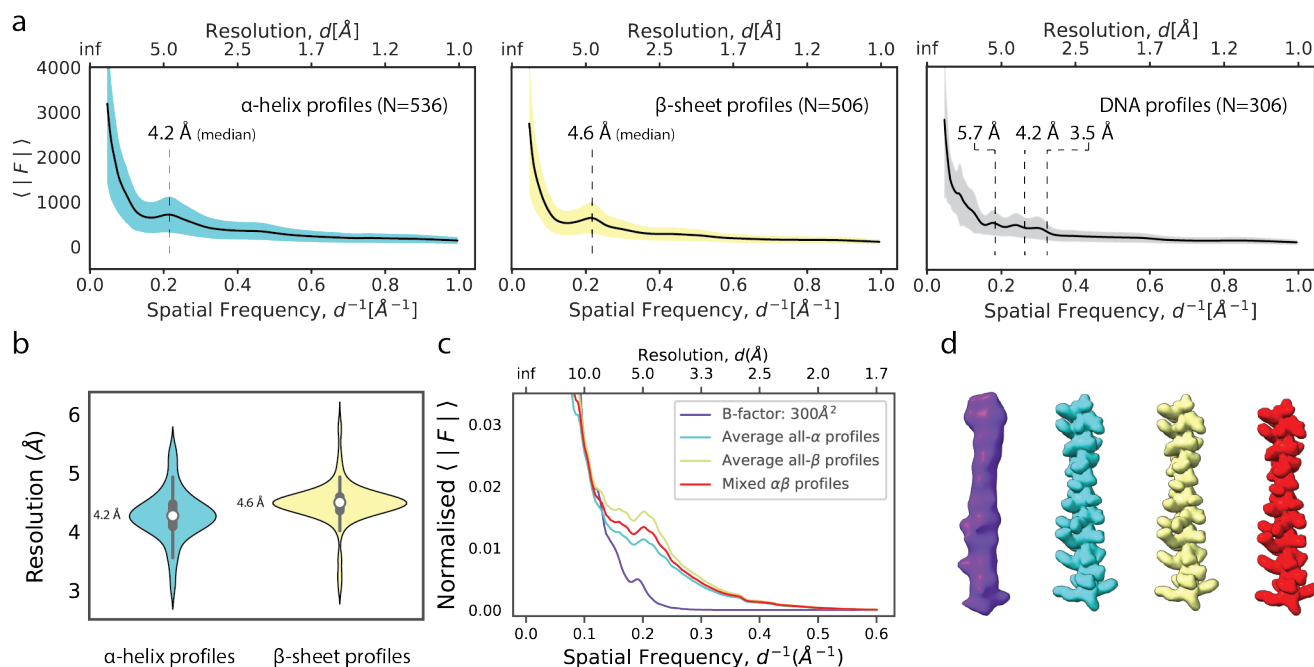 a
Resolution, d[Å]
inf 5.0 2.5 1.7 1.2 1.0
4000
3000
2000
1000
0
⟨ | F | ⟩
α-helix profiles (N=536)
4.2 Å (median)
0.0 0.2 0.4 0.6 0.8 1.0
Spatial Frequency, d⁻¹[Å⁻¹]
Resolution, d[Å]
inf 5.0 2.5 1.7 1.2 1.0
β-sheet profiles (N=506)
4.6 Å (median)
0.0 0.2 0.4 0.6 0.8 1.0
Spatial Frequency, d⁻¹[Å⁻¹]
Resolution, d[Å]
inf 5.0 2.5 1.7 1.2 1.0
DNA profiles (N=306)
5.7 Å 4.2 Å 3.5 Å
0.0 0.2 0.4 0.6 0.8 1.0
Spatial Frequency, d⁻¹[Å⁻¹]
b
Resolution (Å)
6
5
4
3
4.2 Å
4.6 Å
α-helix profiles β-sheet profiles
c
Resolution, d(Å)
inf 10.0 5.0 3.3 2.5 2.0 1.7
Normalised ⟨ | F | ⟩
0.03
0.02
0.01
0.00
B-factor: 300Å²
Average all-α profiles
Average all-β profiles
Mixed αβ profiles
0.0 0.1 0.2 0.3 0.4 0.5 0.6
Spatial Frequency, d⁻¹(Å⁻¹)
d